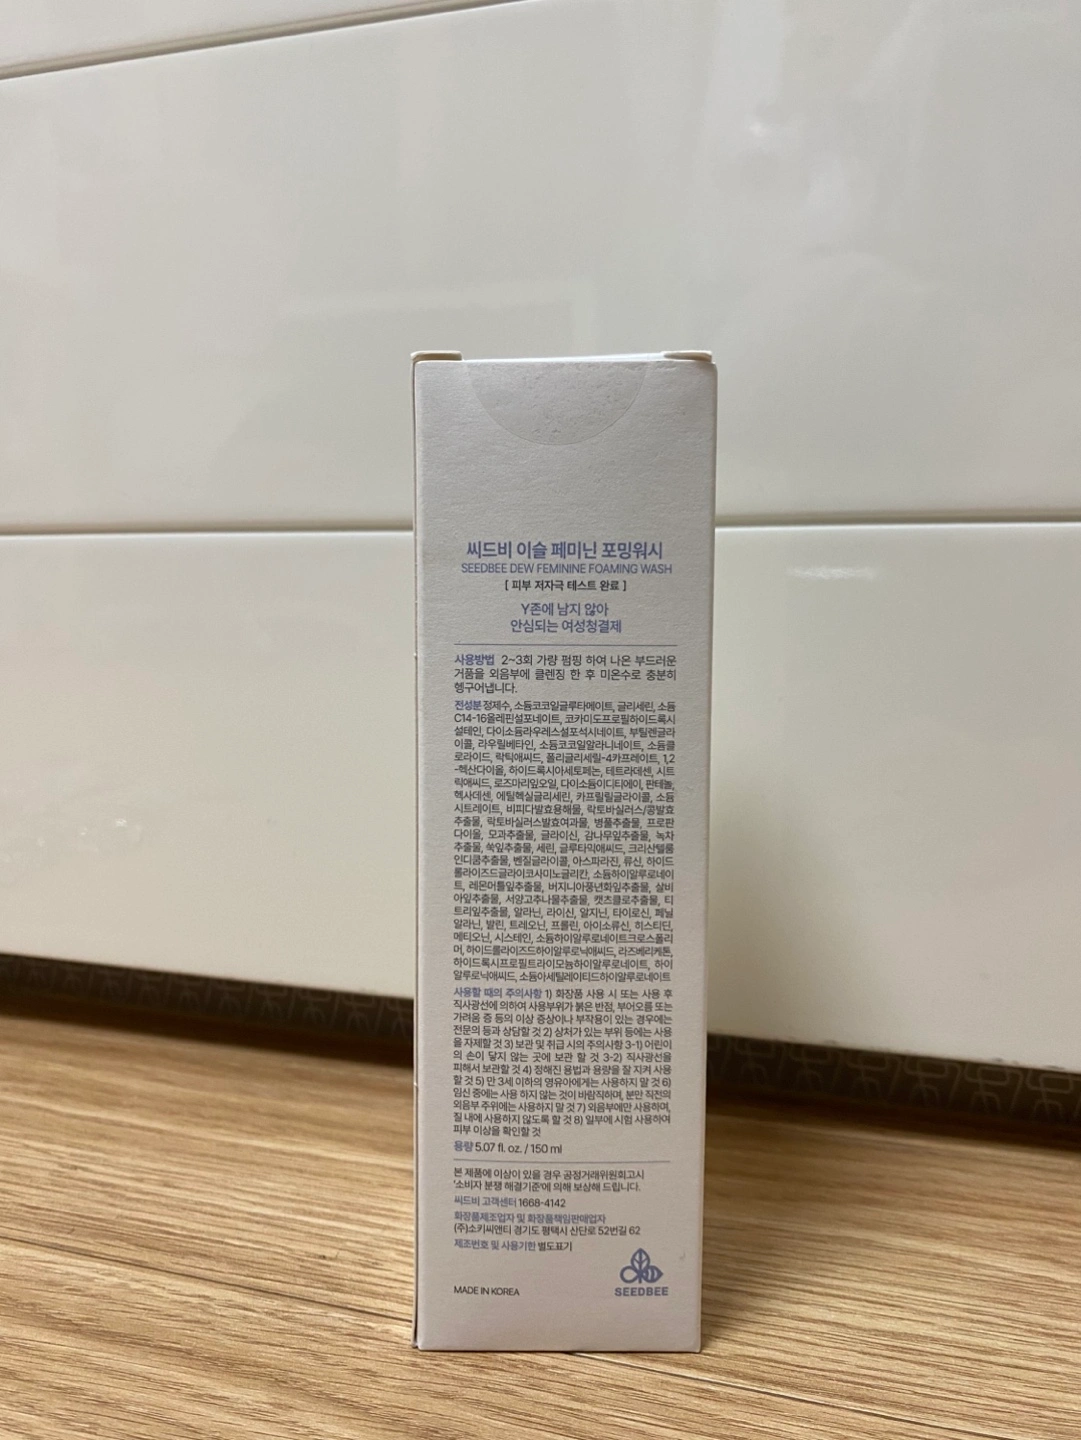 씨드비 이슬 페미닌 포밍워시
SEEDBEE DEW FEMININE FOAMING WASH
[ 피부 저자극 테스트 완료 ]
Y존에 남지 않아
안심되는 여성청결제
사용방법 2~3회 가량 펌핑 하여 나온 부드러운
거품을 외음부에 클렌징 한 후 미온수로 충분히
헹구어냅니다.
전성분 정제수, 소듐코코일글루타메이트, 글리세린, 소듐
C14-16올레핀설포네이트, 코카미도프로필하이드록시
설테인, 다이소듐라우레스설포석시네이트, 부틸렌글라
이콜, 라우릴베타인, 소듐코코일알라니네이트, 소듐클
로라이드, 락틱애씨드, 폴리글리세릴-4카프레이트, 1,2
-헥산다이올, 하이드록시아세토페논, 테트라데센, 시트
릭애씨드, 로즈마리잎오일, 다이소듐이디티에이, 판테놀,
헥사데센, 에틸헥실글리세린, 카프릴릴글라이콜, 소듐
시트레이트, 비피다발효용해물, 락토바실러스/콩발효
추출물, 락토바실러스발효여과물, 병풀추출물, 프로판
다이올, 모과추출물, 글라이신, 감나무잎추출물, 녹차
추출물, 쑥잎추출물, 세린, 글루타믹애씨드, 크리산텔룸
인디쿰추출물, 벤질글라이콜, 아스파라진, 류신, 하이드
롤라이즈드글라이코사미노글리칸, 소듐하이알루로네이
트, 레몬머틀잎추출물, 버지니아풍년화잎추출물, 살비
아잎추출물, 서양고추나물추출물, 캣츠클로추출물, 티
트리잎추출물, 알라닌, 라이신, 알지닌, 타이로신, 페닐
알라닌, 발린, 트레오닌, 프롤린, 아이소류신, 히스티딘,
메티오닌, 시스테인, 소듐하이알루로네이트크로스폴리
머, 하이드롤라이즈드하이알루로닉애씨드, 라즈베리케톤,
하이드록시프로필트라이모늄하이알루로네이트, 하이
알루로닉애씨드, 소듐아세틸레이티드하이알루로네이트
사용할 때의 주의사항 1) 화장품 사용 시 또는 사용 후
직사광선에 의하여 사용부위가 붉은 반점, 부어오름 또는
가려움 증 등의 이상 증상이나 부작용이 있는 경우에는
전문의 등과 상담할 것 2) 상처가 있는 부위 등에는 사용
을 자제할 것 3) 보관 및 취급 시의 주의사항 3-1) 어린이
의 손이 닿지 않는 곳에 보관 할 것 3-2) 직사광선을
피해서 보관할 것 4) 정해진 용법과 용량을 잘 지켜 사용
할 것 5) 만 3세 이하의 영유아에게는 사용하지 말 것 6)
임신 중에는 사용 하지 않는 것이 바람직하며, 분만 직전의
외음부 주위에는 사용하지 말 것 7) 외음부에만 사용하며,
질 내에 사용하지 않도록 할 것 8) 일부에 시험 사용하여
피부 이상을 확인할 것
용량 5.07 fl. oz. / 150 ml
본 제품에 이상이 있을 경우 공정거래위원회고시
'소비자 분쟁 해결기준'에 의해 보상해 드립니다.
씨드비 고객센터 1668-4142
화장품제조업자 및 화장품책임판매업자
(주)소키씨엔티 경기도 평택시 산단로 52번길 62
제조번호 및 사용기한 별도표기
MADE IN KOREA
SEEDBEE